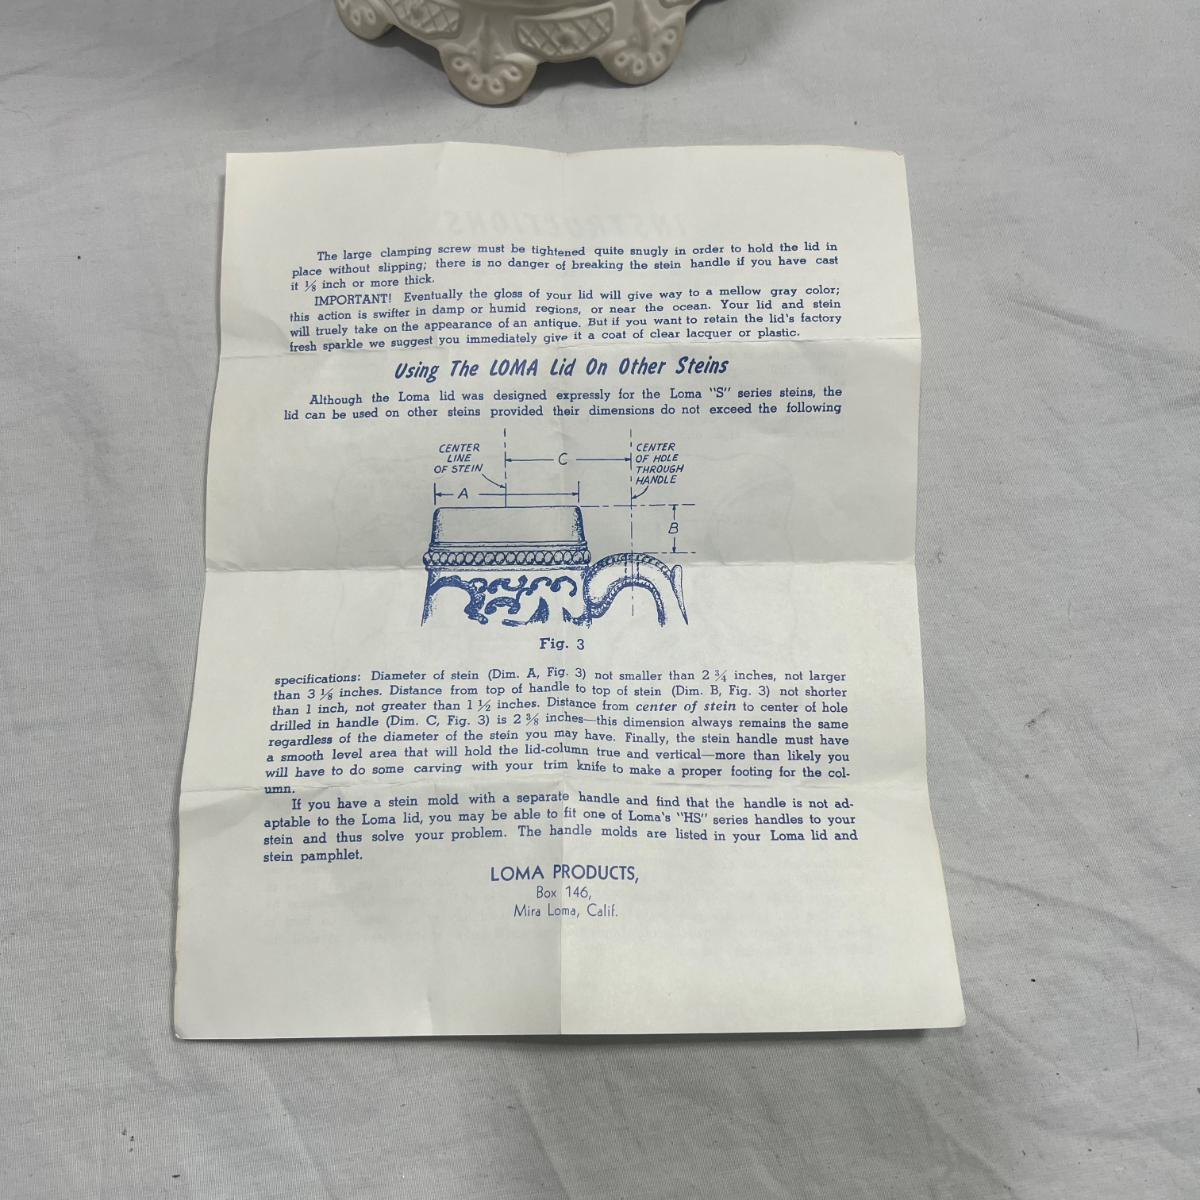 INSTRUCTIONS
The large clamping screw must be tightened quite snugly in order to hold the lid in
place without slipping; there is no danger of breaking the stein handle if you have cast
it ⅛ inch or more thick.
IMPORTANT! Eventually the gloss of your lid will give way to a mellow gray color;
this action is swifter in damp or humid regions, or near the ocean. Your lid and stein
will truely take on the appearance of an antique. But if you want to retain the lid's factory
fresh sparkle we suggest you immediately give it a coat of clear lacquer or plastic.
Using The LOMA Lid On Other Steins
Although the Loma lid was designed expressly for the Loma "S" series steins, the
lid can be used on other steins provided their dimensions do not exceed the following
CENTER
LINE
OF STEIN
C
CENTER
OF HOLE
THROUGH
HANDLE
A
B
Fig. 3
specifications: Diameter of stein (Dim. A, Fig. 3) not smaller than 2 ¾ inches, not larger
than 3 ⅛ inches. Distance from top of handle to top of stein (Dim. B, Fig. 3) not shorter
than 1 inch, not greater than 1 ½ inches. Distance from center of stein to center of hole
drilled in handle (Dim. C, Fig. 3) is 2 ⅜ inches—this dimension always remains the same
regardless of the diameter of the stein you may have. Finally, the stein handle must have
a smooth level area that will hold the lid-column true and vertical—more than likely you
will have to do some carving with your trim knife to make a proper footing for the col-
umn.
If you have a stein mold with a separate handle and find that the handle is not ad-
aptable to the Loma lid, you may be able to fit one of Loma's "HS" series handles to your
stein and thus solve your problem. The handle molds are listed in your Loma lid and
stein pamphlet.
LOMA PRODUCTS,
Box 146,
Mira Loma, Calif.